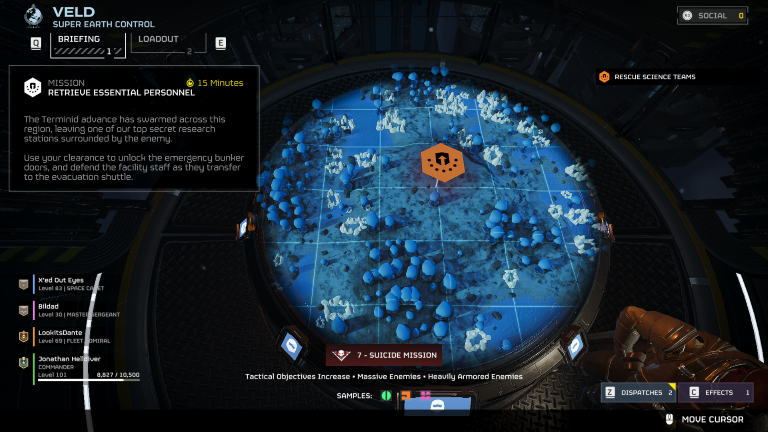 VELD
SUPER EARTH CONTROL
Q
BRIEFING
1
LOADOUT
2
E
SOCIAL 0
MISSION
15 Minutes
RETRIEVE ESSENTIAL PERSONNEL
The Terminid advance has swarmed across this
region, leaving one of our top secret research
stations surrounded by the enemy.
Use your clearance to unlock the emergency bunker
doors, and defend the facility staff as they transfer
to the evacuation shuttle.
RESCUE SCIENCE TEAMS
X'ed Out Eyes
Level 83 | SPACE CADET
Bildad
Level 30 | MASTER SERGEANT
LookItsDante
Level 69 | FLEET ADMIRAL
Jonathan Helldiver
COMMANDER
Level 101 8,827 / 10,500
7 - SUICIDE MISSION
Tactical Objectives Increase • Massive Enemies • Heavily Armored Enemies
SAMPLES:
Z DISPATCHES 2
C EFFECTS 1
MOVE CURSOR